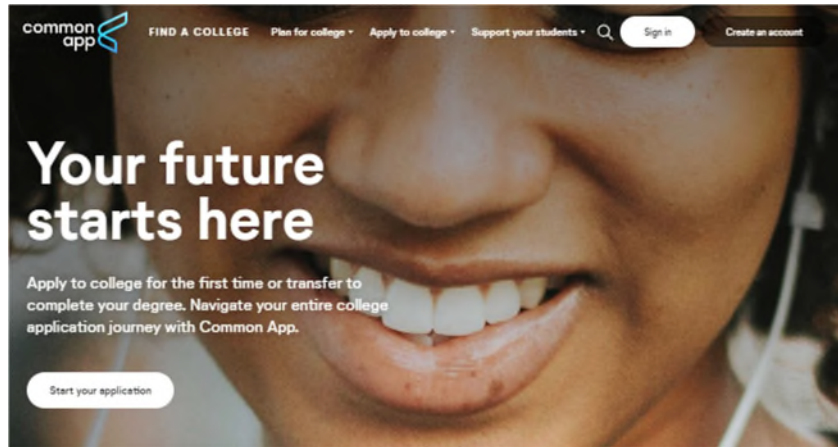 common
app
FIND A COLLEGE Plan for college Apply to college Support your students Sign in Create an account
Your future
starts here
Apply to college for the first time or transfer to
complete your degree. Navigate your entire college
application journey with Common App.
Start your application